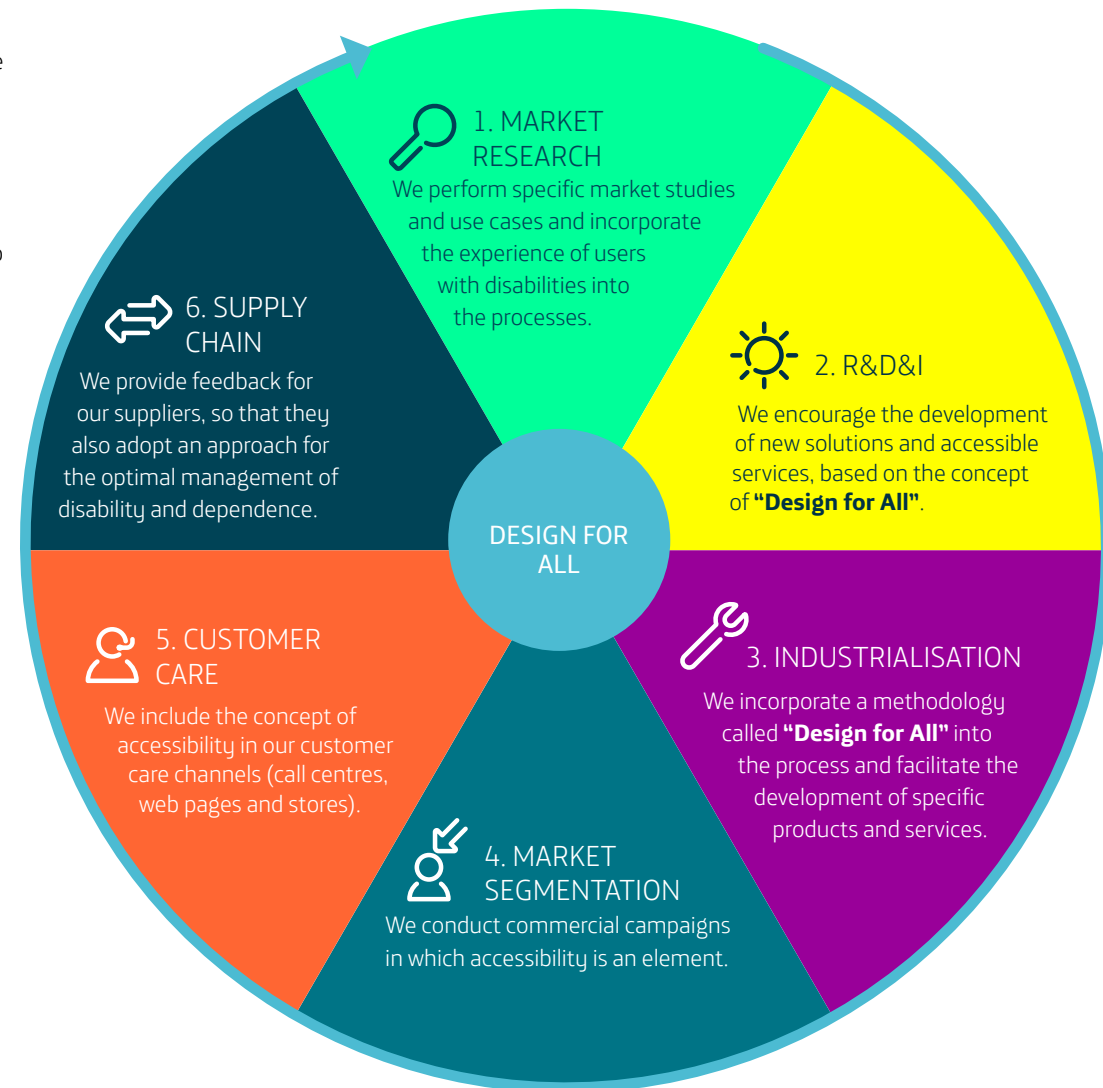 e
o
1. MARKET
RESEARCH
We perform specific market studies
and use cases and incorporate
the experience of users
with disabilities into
the processes.
2. R&D&I
We encourage the development
of new solutions and accessible
services, based on the concept
of “Design for All”.
3. INDUSTRIALISATION
We incorporate a methodology
called “Design for All” into
the process and facilitate the
development of specific
products and services.
4. MARKET
SEGMENTATION
We conduct commercial campaigns
in which accessibility is an element.
5. CUSTOMER
CARE
We include the concept of
accessibility in our customer
care channels (call centres,
web pages and stores).
6. SUPPLY
CHAIN
We provide feedback for
our suppliers, so that they
also adopt an approach for
the optimal management of
disability and dependence.
DESIGN FOR
ALL